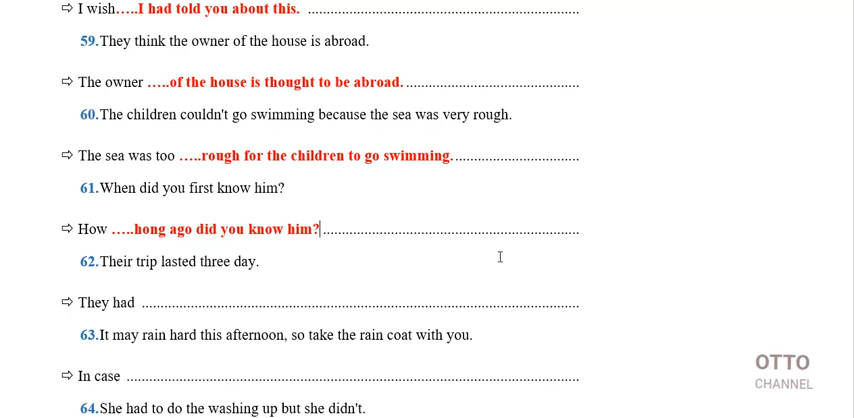 ⇨ I wish…..I had told you about this. ........................................................................
59.They think the owner of the house is abroad.
⇨ The owner …..of the house is thought to be abroad. ..............................................
60.The children couldn't go swimming because the sea was very rough.
⇨ The sea was too …..rough for the children to go swimming. .................................
61.When did you first know him?
⇨ How …..hong ago did you know him? ....................................................................
62.Their trip lasted three day.
⇨ They had ....................................................................................................................
63.It may rain hard this afternoon, so take the rain coat with you.
⇨ In case ........................................................................................................................
64.She had to do the washing up but she didn't.
OTTO
CHANNEL